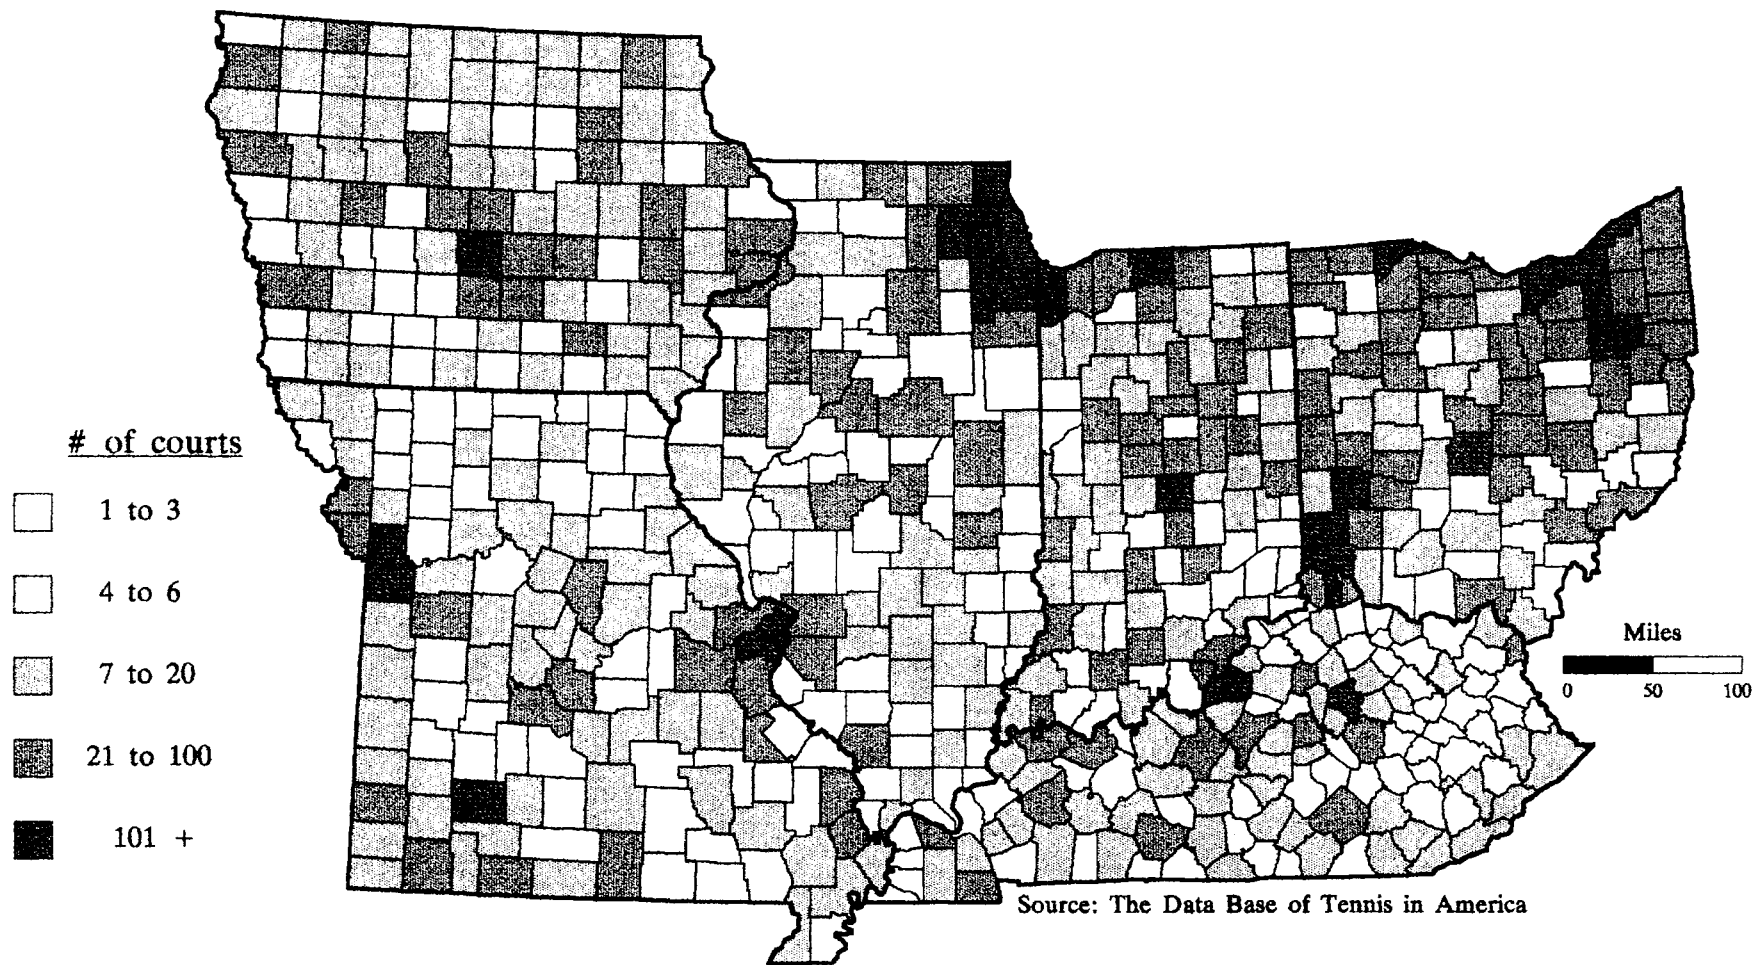 # of courts
1 to 3
4 to 6
7 to 20
21 to 100
101 +
Miles
0 50 100
Source: The Data Base of Tennis in America